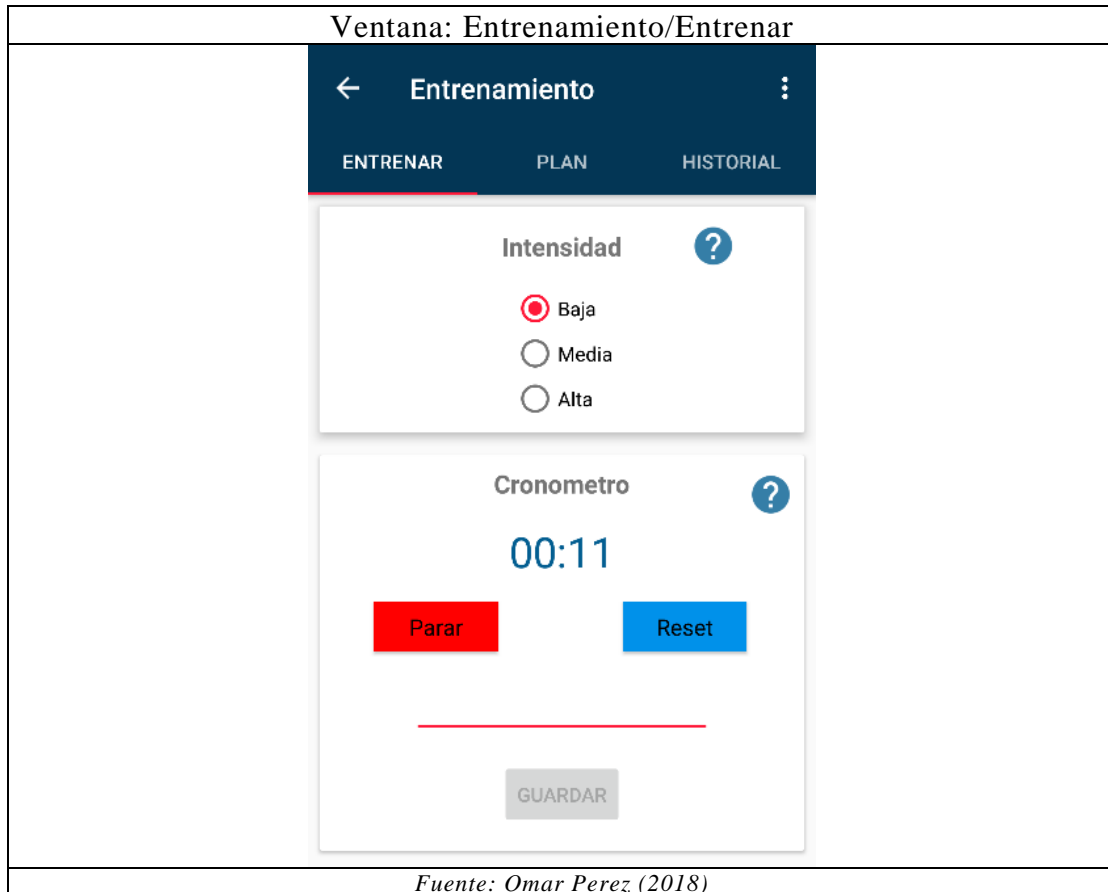 Ventana: Entrenamiento/Entrenar
Entrenamiento
ENTRENAR PLAN HISTORIAL
Intensidad ?
Baja
Media
Alta
Cronometro ?
00:11
Parar Reset
GUARDAR
Fuente: Omar Perez (2018)